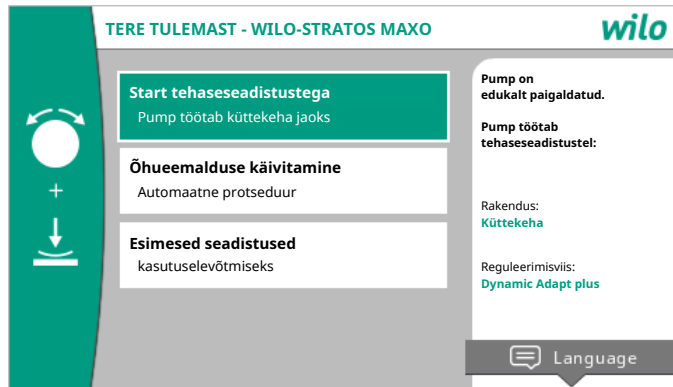 TERE TULEMAST - WILO-STRATOS MAXO
wilo
Start tehaseseadistustega
Pump töötab küttekeha jaoks
Õhueemalduse käivitamine
Automaatne protseduur
Esimesed seadistused
kasutuselevõtmiseks
+
Pump on
edukalt paigaldatud.
Pump töötab
tehaseseadistustel:
Rakendus:
Küttekeha
Reguleerimisviis:
Dynamic Adapt plus
Language